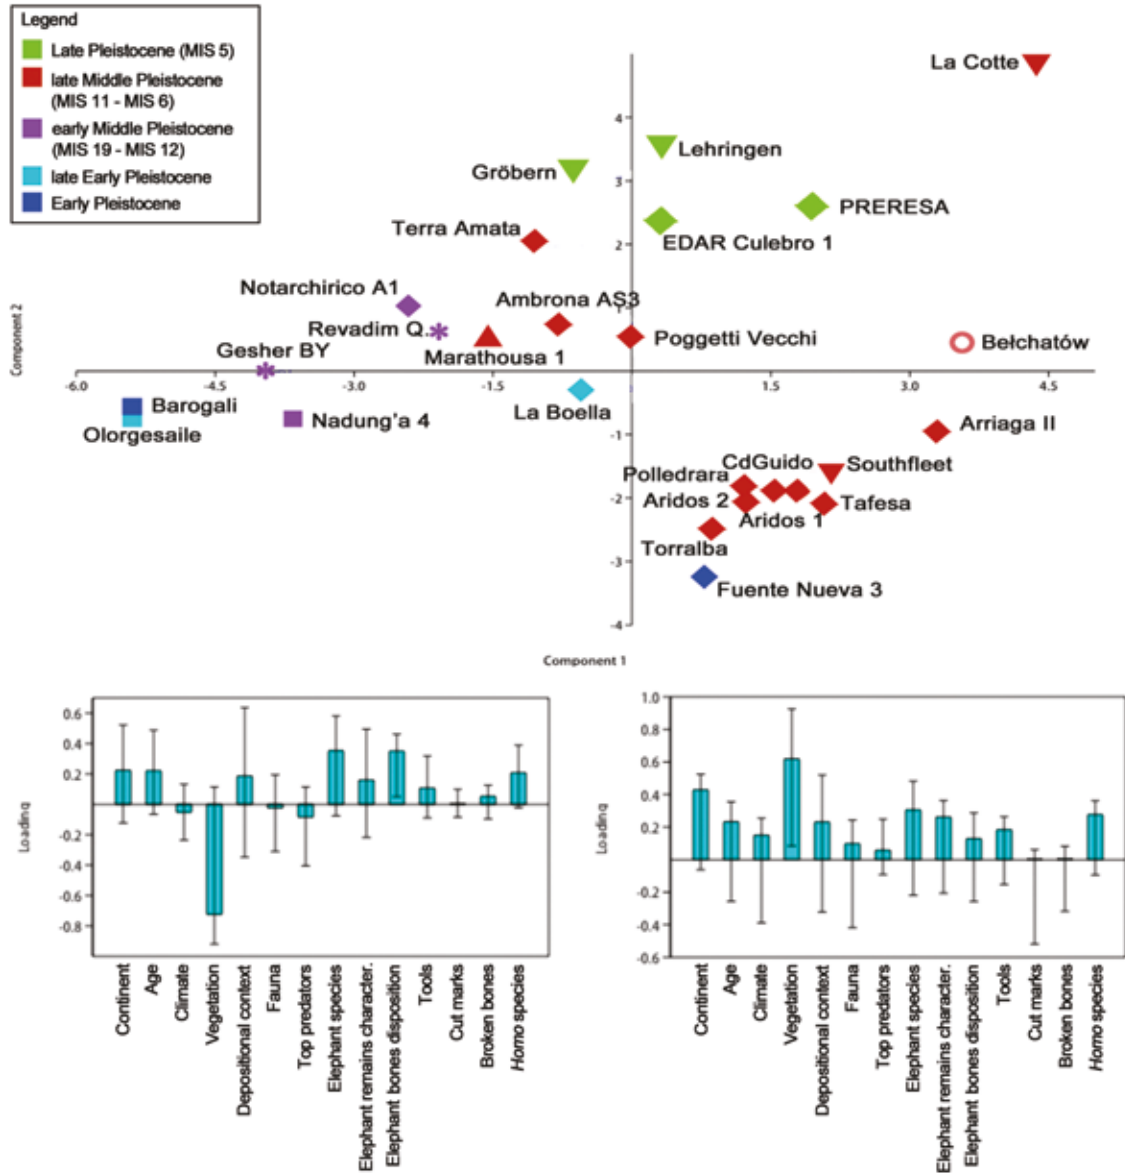 Legend
Late Pleistocene (MIS 5)
late Middle Pleistocene
(MIS 11 - MIS 6)
early Middle Pleistocene
(MIS 19 - MIS 12)
late Early Pleistocene
Early Pleistocene
La Cotte
4
Lehringen
Gröbern
3
PRERESA
Terra Amata
EDAR Culebro 1
2
Notarchirico A1
Ambrona AS3
1
Revadim Q.
Poggetti Vecchi
Bełchatów
Marathousa 1
Gesher BY
Component 2
-6.0 -4.5 -3.0 -1.5 1.5 3.0 4.5
Barogali
La Boella
Nadung'a 4
Olorgesaile
Arriaga II
-1
CdGuido
Southfleet
Polledrara
Aridos 2
-2
Tafesa
Aridos 1
Torralba
-3
Fuente Nueva 3
-4
Component 1
0.6
0.4
0.2
-0.2
-0.4
-0.6
-0.8
Loading
Continent
Age
Climate
Vegetation
Depositional context
Fauna
Top predators
Elephant species
Elephant remains character.
Elephant bones disposition
Tools
Cut marks
Broken bones
Homo species
1.0
0.8
0.6
0.4
0.2
-0.2
-0.4
-0.6
Loading
Continent
Age
Climate
Vegetation
Depositional context
Fauna
Top predators
Elephant species
Elephant remains character.
Elephant bones disposition
Tools
Cut marks
Broken bones
Homo species